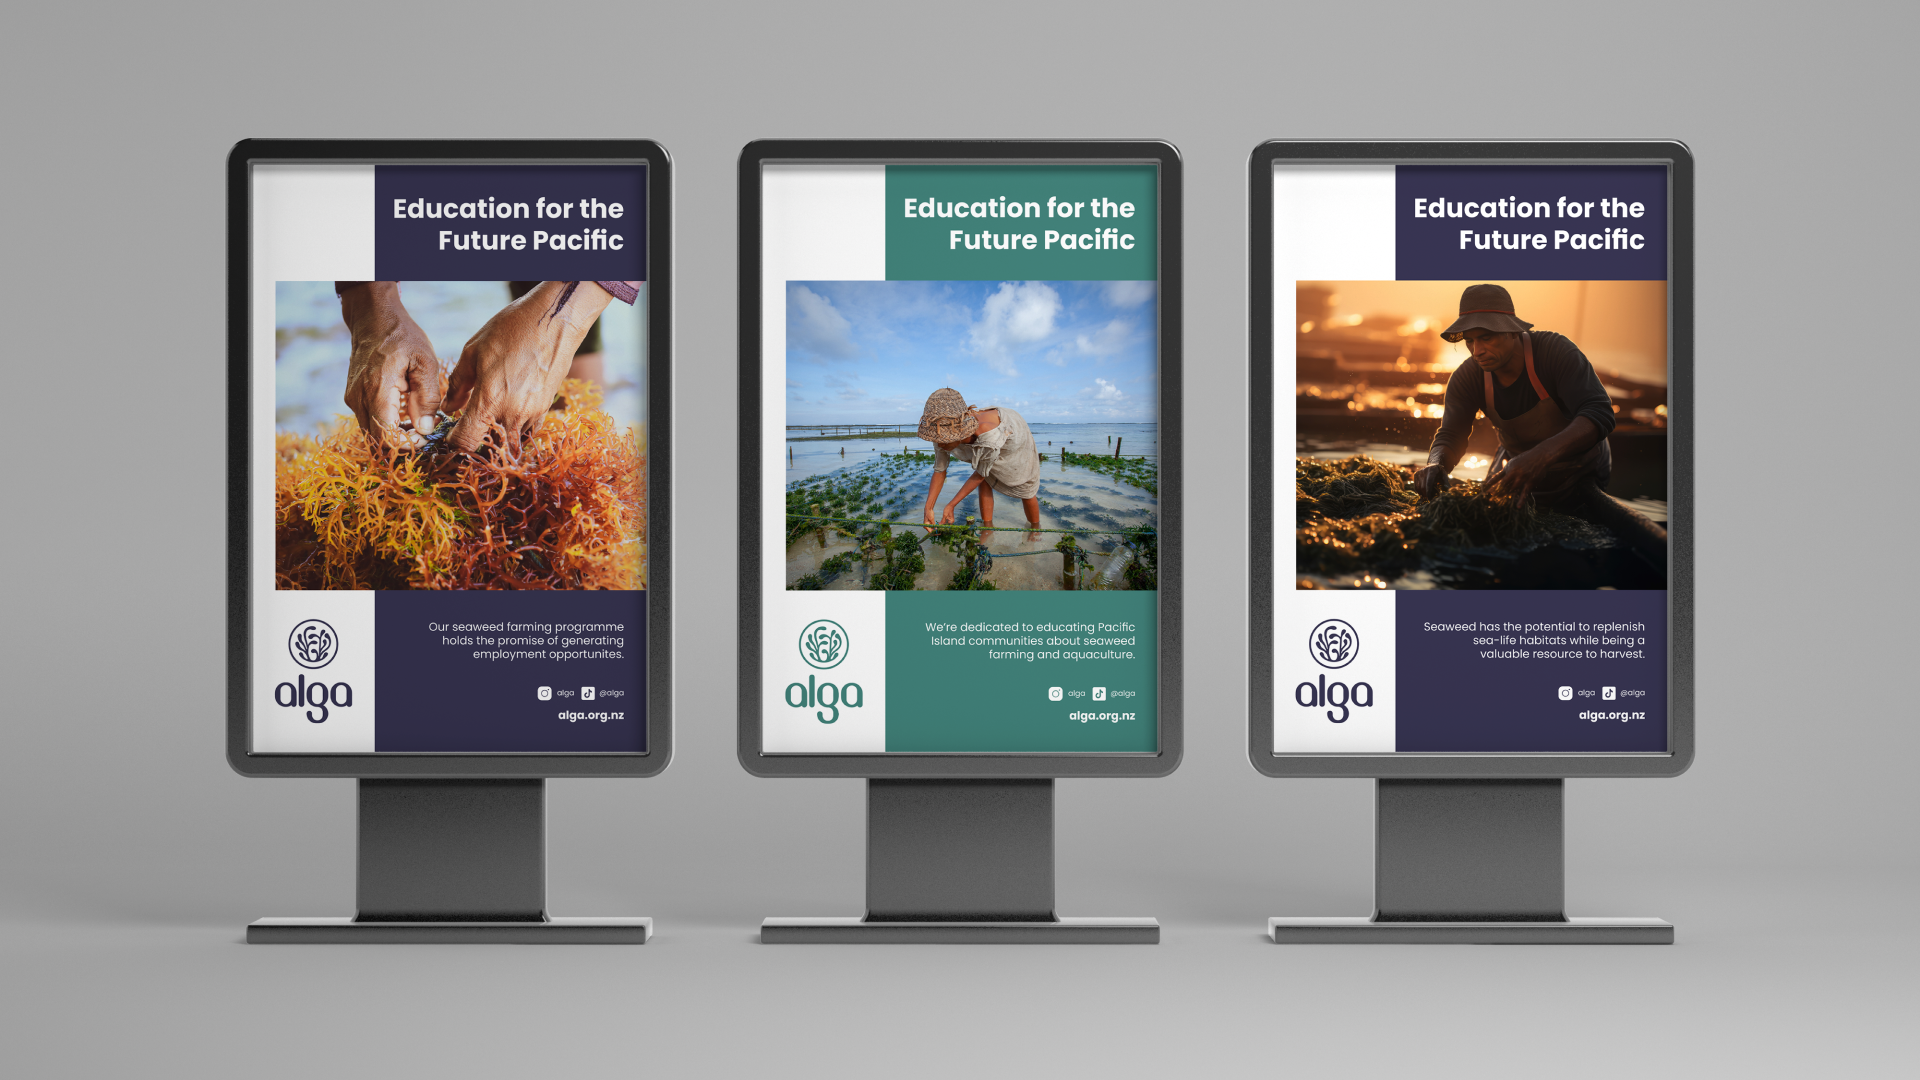 Education for the
Future Pacific
Our seaweed farming programme
holds the promise of generating
employment opportunites.
alga
alga @alga
alga.org.nz
Education for the
Future Pacific
We're dedicated to educating Pacific
Island communities about seaweed
farming and aquaculture.
alga
alga @alga
alga.org.nz
Education for the
Future Pacific
Seaweed has the potential to replenish
sea-life habitats while being a
valuable resource to harvest.
alga
alga @alga
alga.org.nz